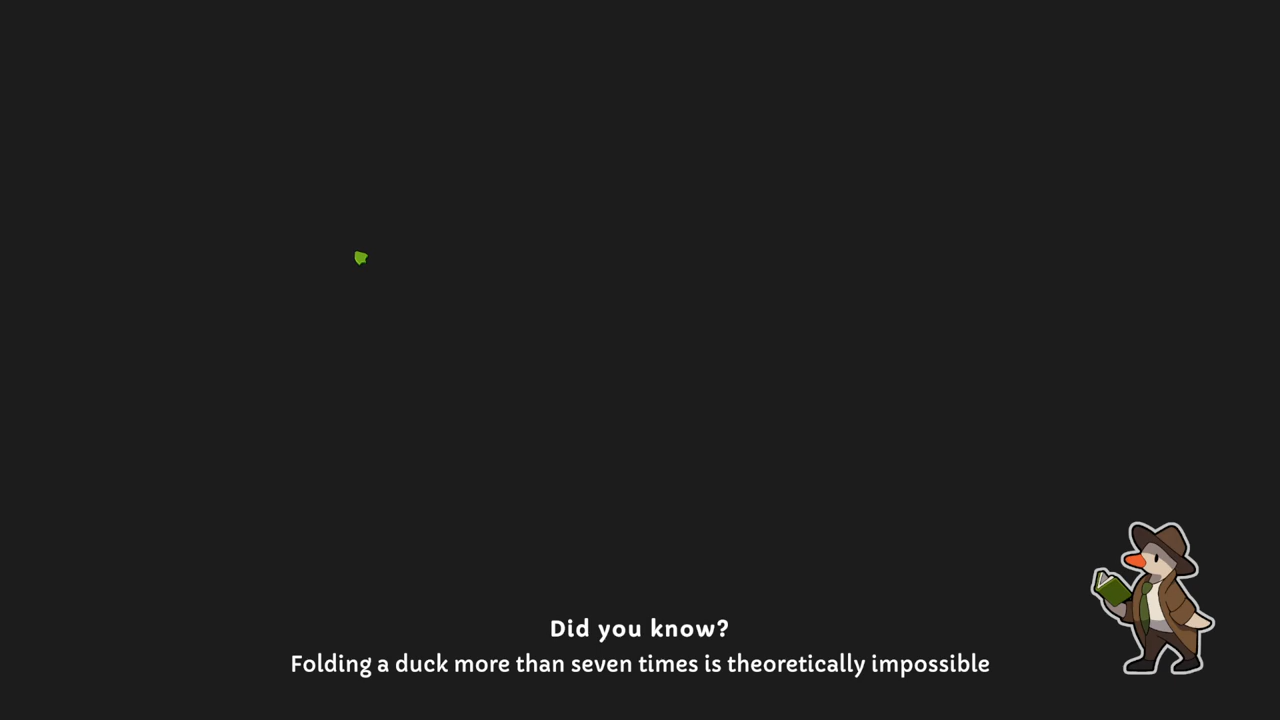 Did you know?
Folding a duck more than seven times is theoretically impossible